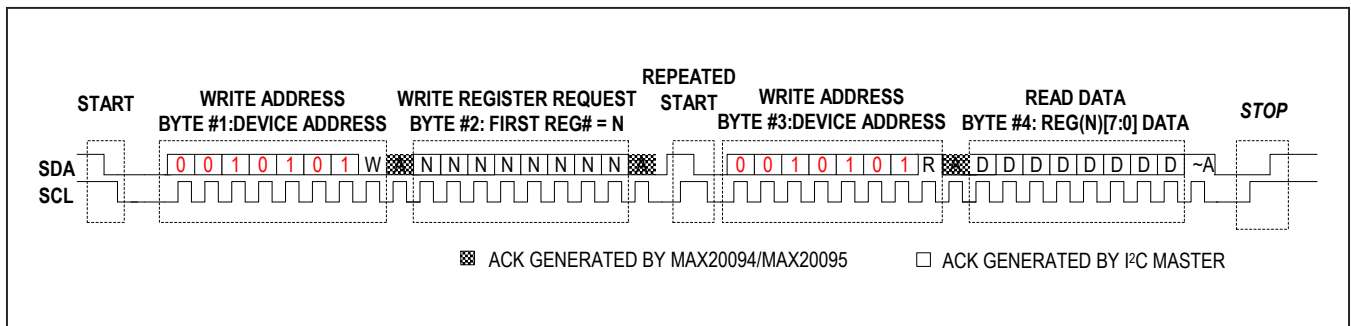 REPEATED
START WRITE ADDRESS WRITE REGISTER REQUEST START WRITE ADDRESS READ DATA STOP
BYTE #1:DEVICE ADDRESS BYTE #2: FIRST REG# = N BYTE #3:DEVICE ADDRESS BYTE #4: REG(N)[7:0] DATA
SDA 0 0 1 0 1 0 1 W A N N N N N N N N A 0 0 1 0 1 0 1 R A D D D D D D D D ~A
SCL
ACK GENERATED BY MAX20094/MAX20095 ACK GENERATED BY I²C MASTER